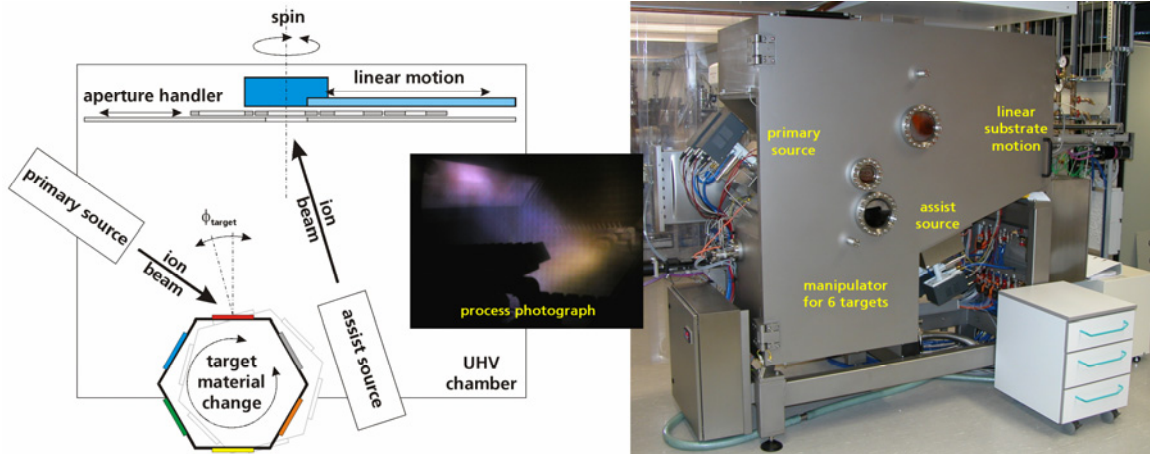 spin
linear motion
aperture handler
primary source
ion
beam
ϕtarget
ion
beam
assist source
target
material
change
UHV
chamber
process photograph
primary
source
linear
substrate
motion
assist
source
manipulator
for 6 targets